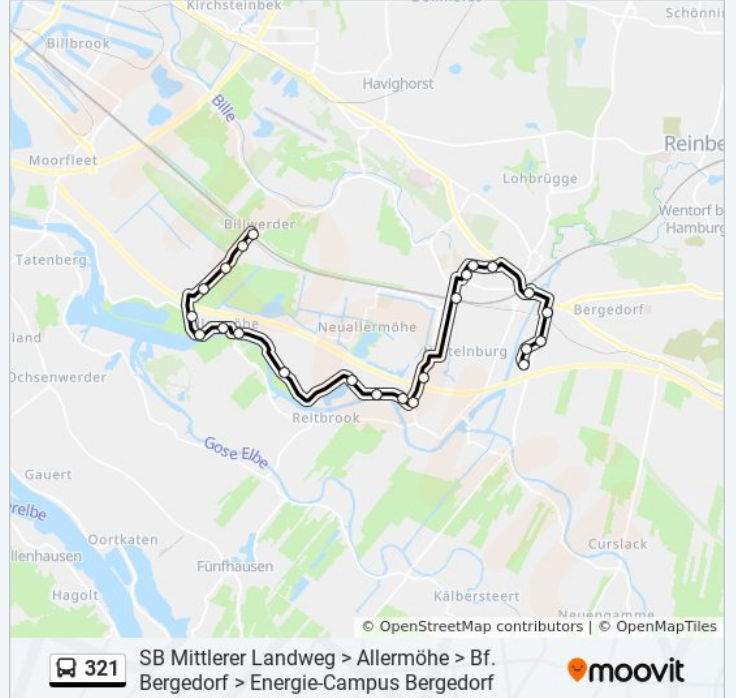 Kirchsteinbek
Schönnin
Billbrook
Havighorst
Bille
Reinbe
Moorfleet
Lohbrügge
Wentorf b
Hamburg
Billwerder
Tatenberg
Bergedorf
Neuallermöhe
land
Ochsenwerder
Reitbrook
Gose Elbe
Gauert
relbe
Oortkaten
Curslack
llenhausen
Fünfhausen
Hagolt
Kälbersteert
Neuengamme
© OpenStreetMap contributors | © OpenMapTiles
321
SB Mittlerer Landweg > Allermöhe > Bf.
Bergedorf > Energie-Campus Bergedorf
moovit